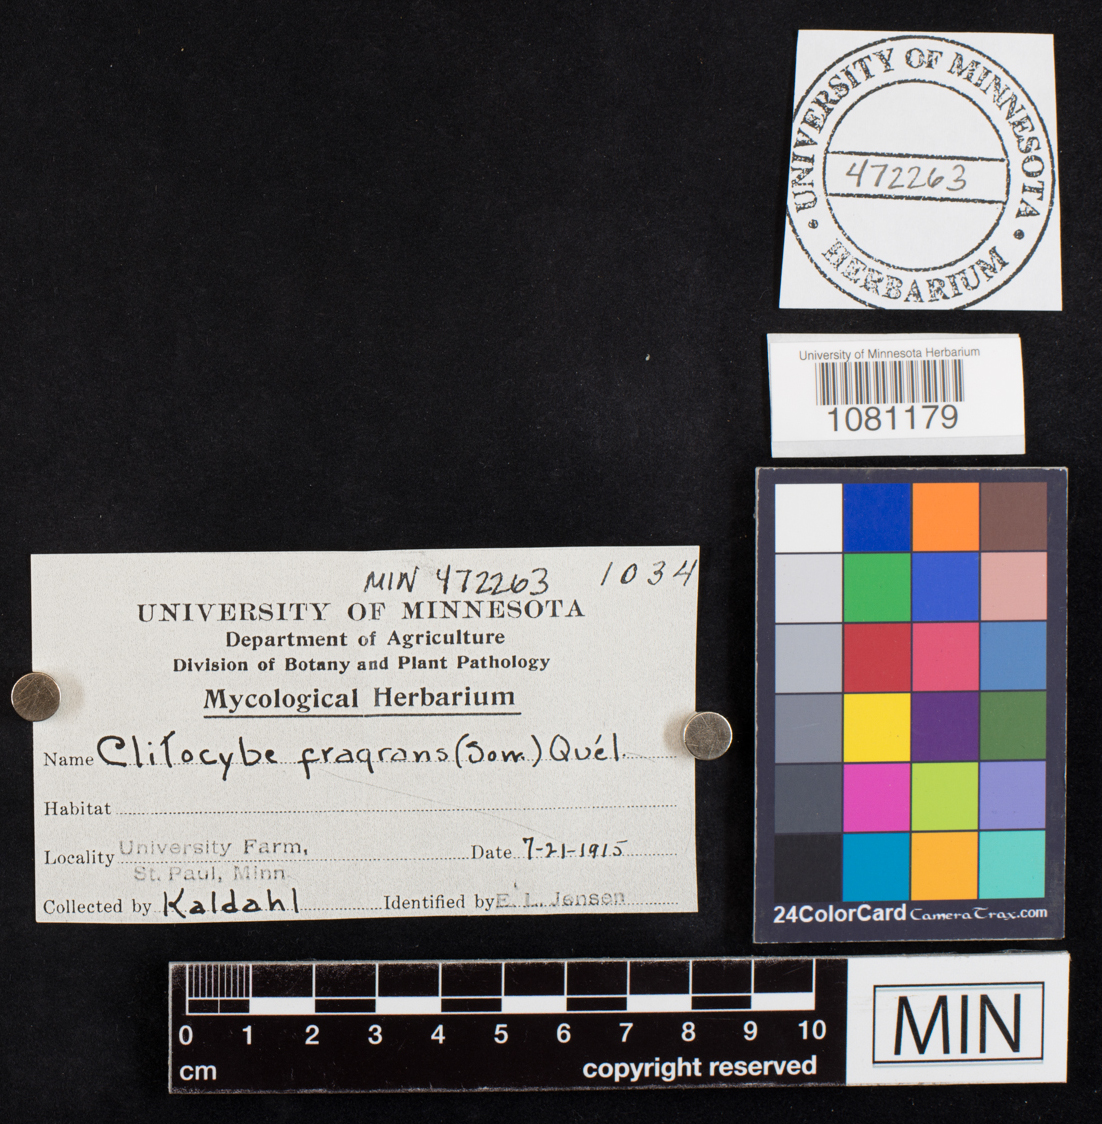 UNIVERSITY OF MINNESOTA
472263
HERBARIUM
University of Minnesota Herbarium
1081179
MIN 472263 1034
UNIVERSITY OF MINNESOTA
Department of Agriculture
Division of Botany and Plant Pathology
Mycological Herbarium
Name Clitocybe fragrans (Som.) Quél.
Habitat
Locality University Farm, Date 7-21-1915
St. Paul, Minn.
Collected by Kaldahl Identified by E. L. Jensen
24ColorCard CameraTrax.com
0 1 2 3 4 5 6 7 8 9 10
cm copyright reserved
MIN